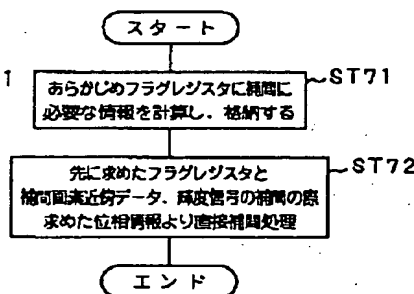 スタート
1
あらかじめフラグレジスタに補間に
必要な情報を計算し、格納する
ST71
先に求めたフラグレジスタと
ST72
補間画素近傍データ、輝度信号の補間の際
求めた位相情報より直接補間処理
エンド